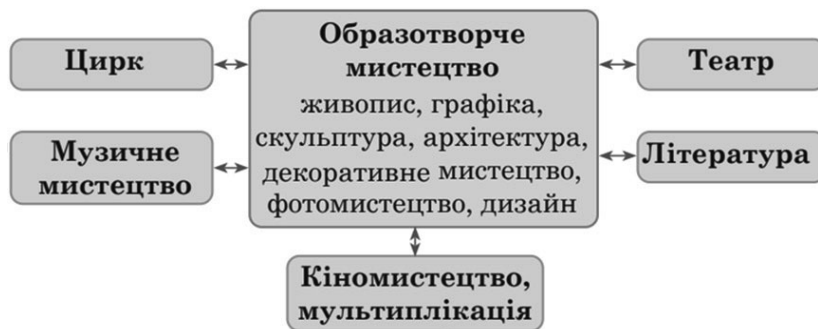 Цирк
Музичне
мистецтво
Образотворче
мистецтво
живопис, графіка,
скульптура, архітектура,
декоративне мистецтво,
фотомистецтво, дизайн
Театр
Література
Кіномистецтво,
мультиплікація